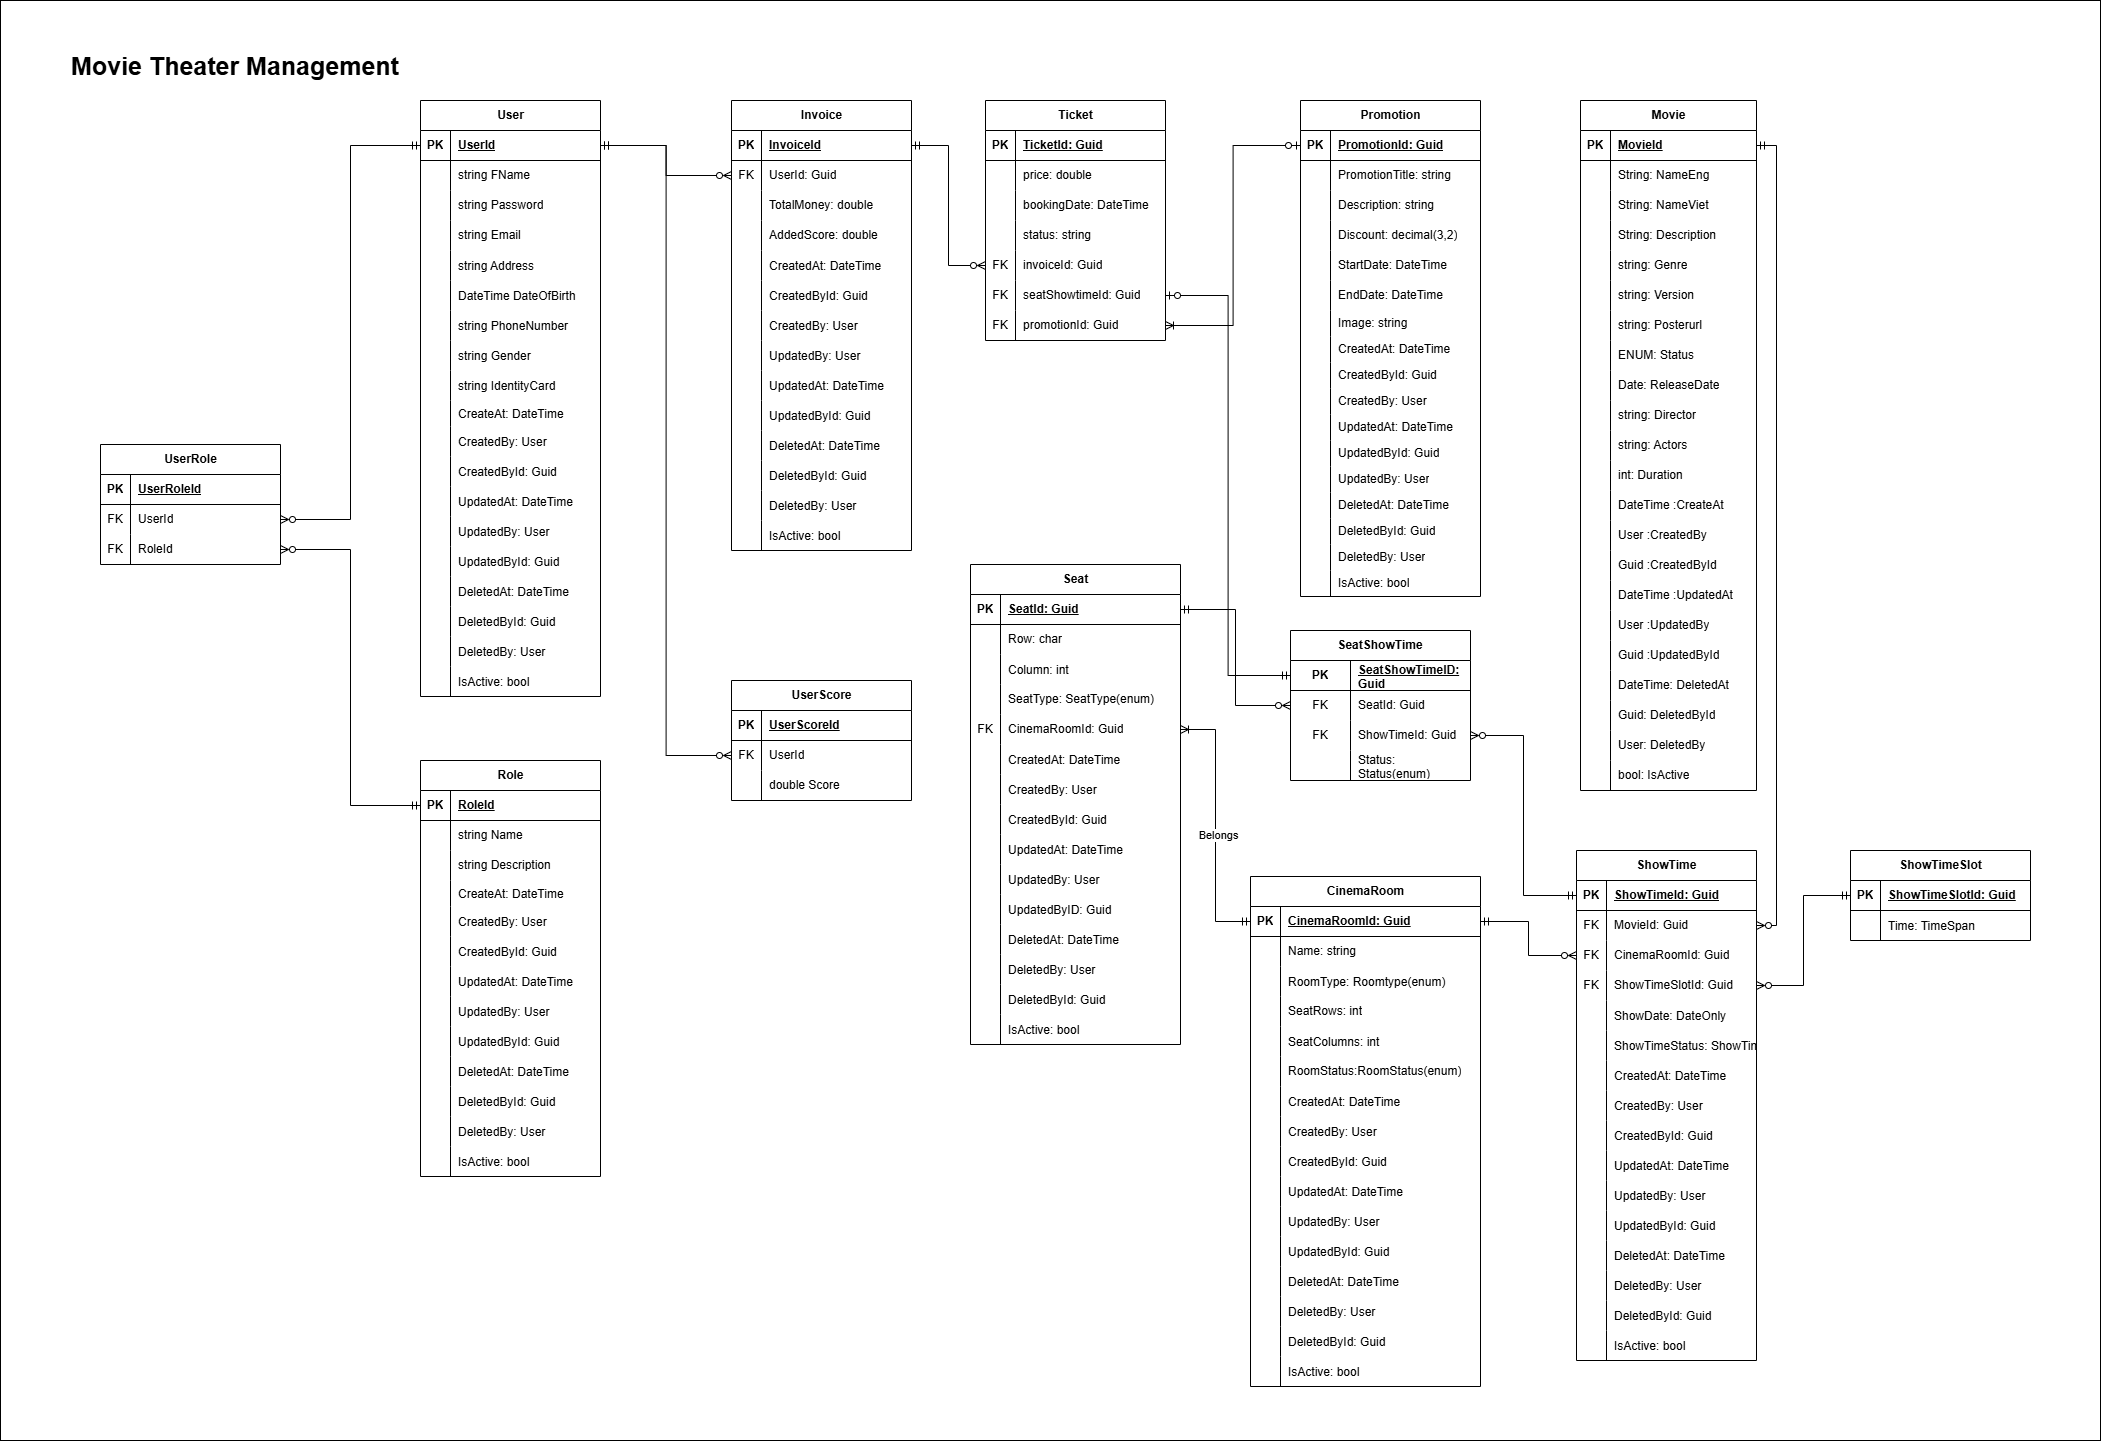 Movie Theater Management
User
PK UserId
string FName
string Password
string Email
string Address
DateTime DateOfBirth
string PhoneNumber
string Gender
string IdentityCard
CreateAt: DateTime
CreatedBy: User
CreatedById: Guid
UpdatedAt: DateTime
UpdatedBy: User
UpdatedById: Guid
DeletedAt: DateTime
DeletedById: Guid
DeletedBy: User
IsActive: bool
Invoice
PK InvoiceId
FK UserId: Guid
TotalMoney: double
AddedScore: double
CreatedAt: DateTime
CreatedById: Guid
CreatedBy: User
UpdatedBy: User
UpdatedAt: DateTime
UpdatedById: Guid
DeletedAt: DateTime
DeletedById: Guid
DeletedBy: User
IsActive: bool
Ticket
PK TicketId: Guid
price: double
bookingDate: DateTime
status: string
FK invoiceId: Guid
FK seatShowtimeId: Guid
FK promotionId: Guid
Promotion
PK PromotionId: Guid
PromotionTitle: string
Description: string
Discount: decimal(3,2)
StartDate: DateTime
EndDate: DateTime
Image: string
CreatedAt: DateTime
CreatedById: Guid
CreatedBy: User
UpdatedAt: DateTime
UpdatedById: Guid
UpdatedBy: User
DeletedAt: DateTime
DeletedById: Guid
DeletedBy: User
IsActive: bool
Movie
PK MovieId
String: NameEng
String: NameViet
String: Description
string: Genre
string: Version
string: Posterurl
ENUM: Status
Date: ReleaseDate
string: Director
string: Actors
int: Duration
DateTime :CreateAt
User :CreatedBy
Guid :CreatedById
DateTime :UpdatedAt
User :UpdatedBy
Guid :UpdatedById
DateTime: DeletedAt
Guid: DeletedById
User: DeletedBy
bool: IsActive
UserRole
PK UserRoleId
FK UserId
FK RoleId
Seat
PK SeatId: Guid
Row: char
Column: int
SeatType: SeatType(enum)
FK CinemaRoomId: Guid
CreatedAt: DateTime
CreatedBy: User
CreatedById: Guid
UpdatedAt: DateTime
UpdatedBy: User
UpdatedByID: Guid
DeletedAt: DateTime
DeletedBy: User
DeletedById: Guid
IsActive: bool
SeatShowTime
PK SeatShowTimeID:
Guid
FK SeatId: Guid
FK ShowTimeId: Guid
Status:
Status(enum)
UserScore
PK UserScoreId
FK UserId
double Score
Role
PK RoleId
string Name
string Description
CreateAt: DateTime
CreatedBy: User
CreatedById: Guid
UpdatedAt: DateTime
UpdatedBy: User
UpdatedById: Guid
DeletedAt: DateTime
DeletedById: Guid
DeletedBy: User
IsActive: bool
Belongs
CinemaRoom
PK CinemaRoomId: Guid
Name: string
RoomType: Roomtype(enum)
SeatRows: int
SeatColumns: int
RoomStatus:RoomStatus(enum)
CreatedAt: DateTime
CreatedBy: User
CreatedById: Guid
UpdatedAt: DateTime
UpdatedBy: User
UpdatedById: Guid
DeletedAt: DateTime
DeletedBy: User
DeletedById: Guid
IsActive: bool
ShowTime
PK ShowTimeId: Guid
FK MovieId: Guid
FK CinemaRoomId: Guid
FK ShowTimeSlotId: Guid
ShowDate: DateOnly
ShowTimeStatus:
CreatedAt: DateTime
CreatedBy: User
CreatedById: Guid
UpdatedAt: DateTime
UpdatedBy: User
UpdatedById: Guid
DeletedAt: DateTime
DeletedBy: User
DeletedById: Guid
IsActive: bool
ShowTimeSlot
PK ShowTimeSlotId: Guid
Time: TimeSpan